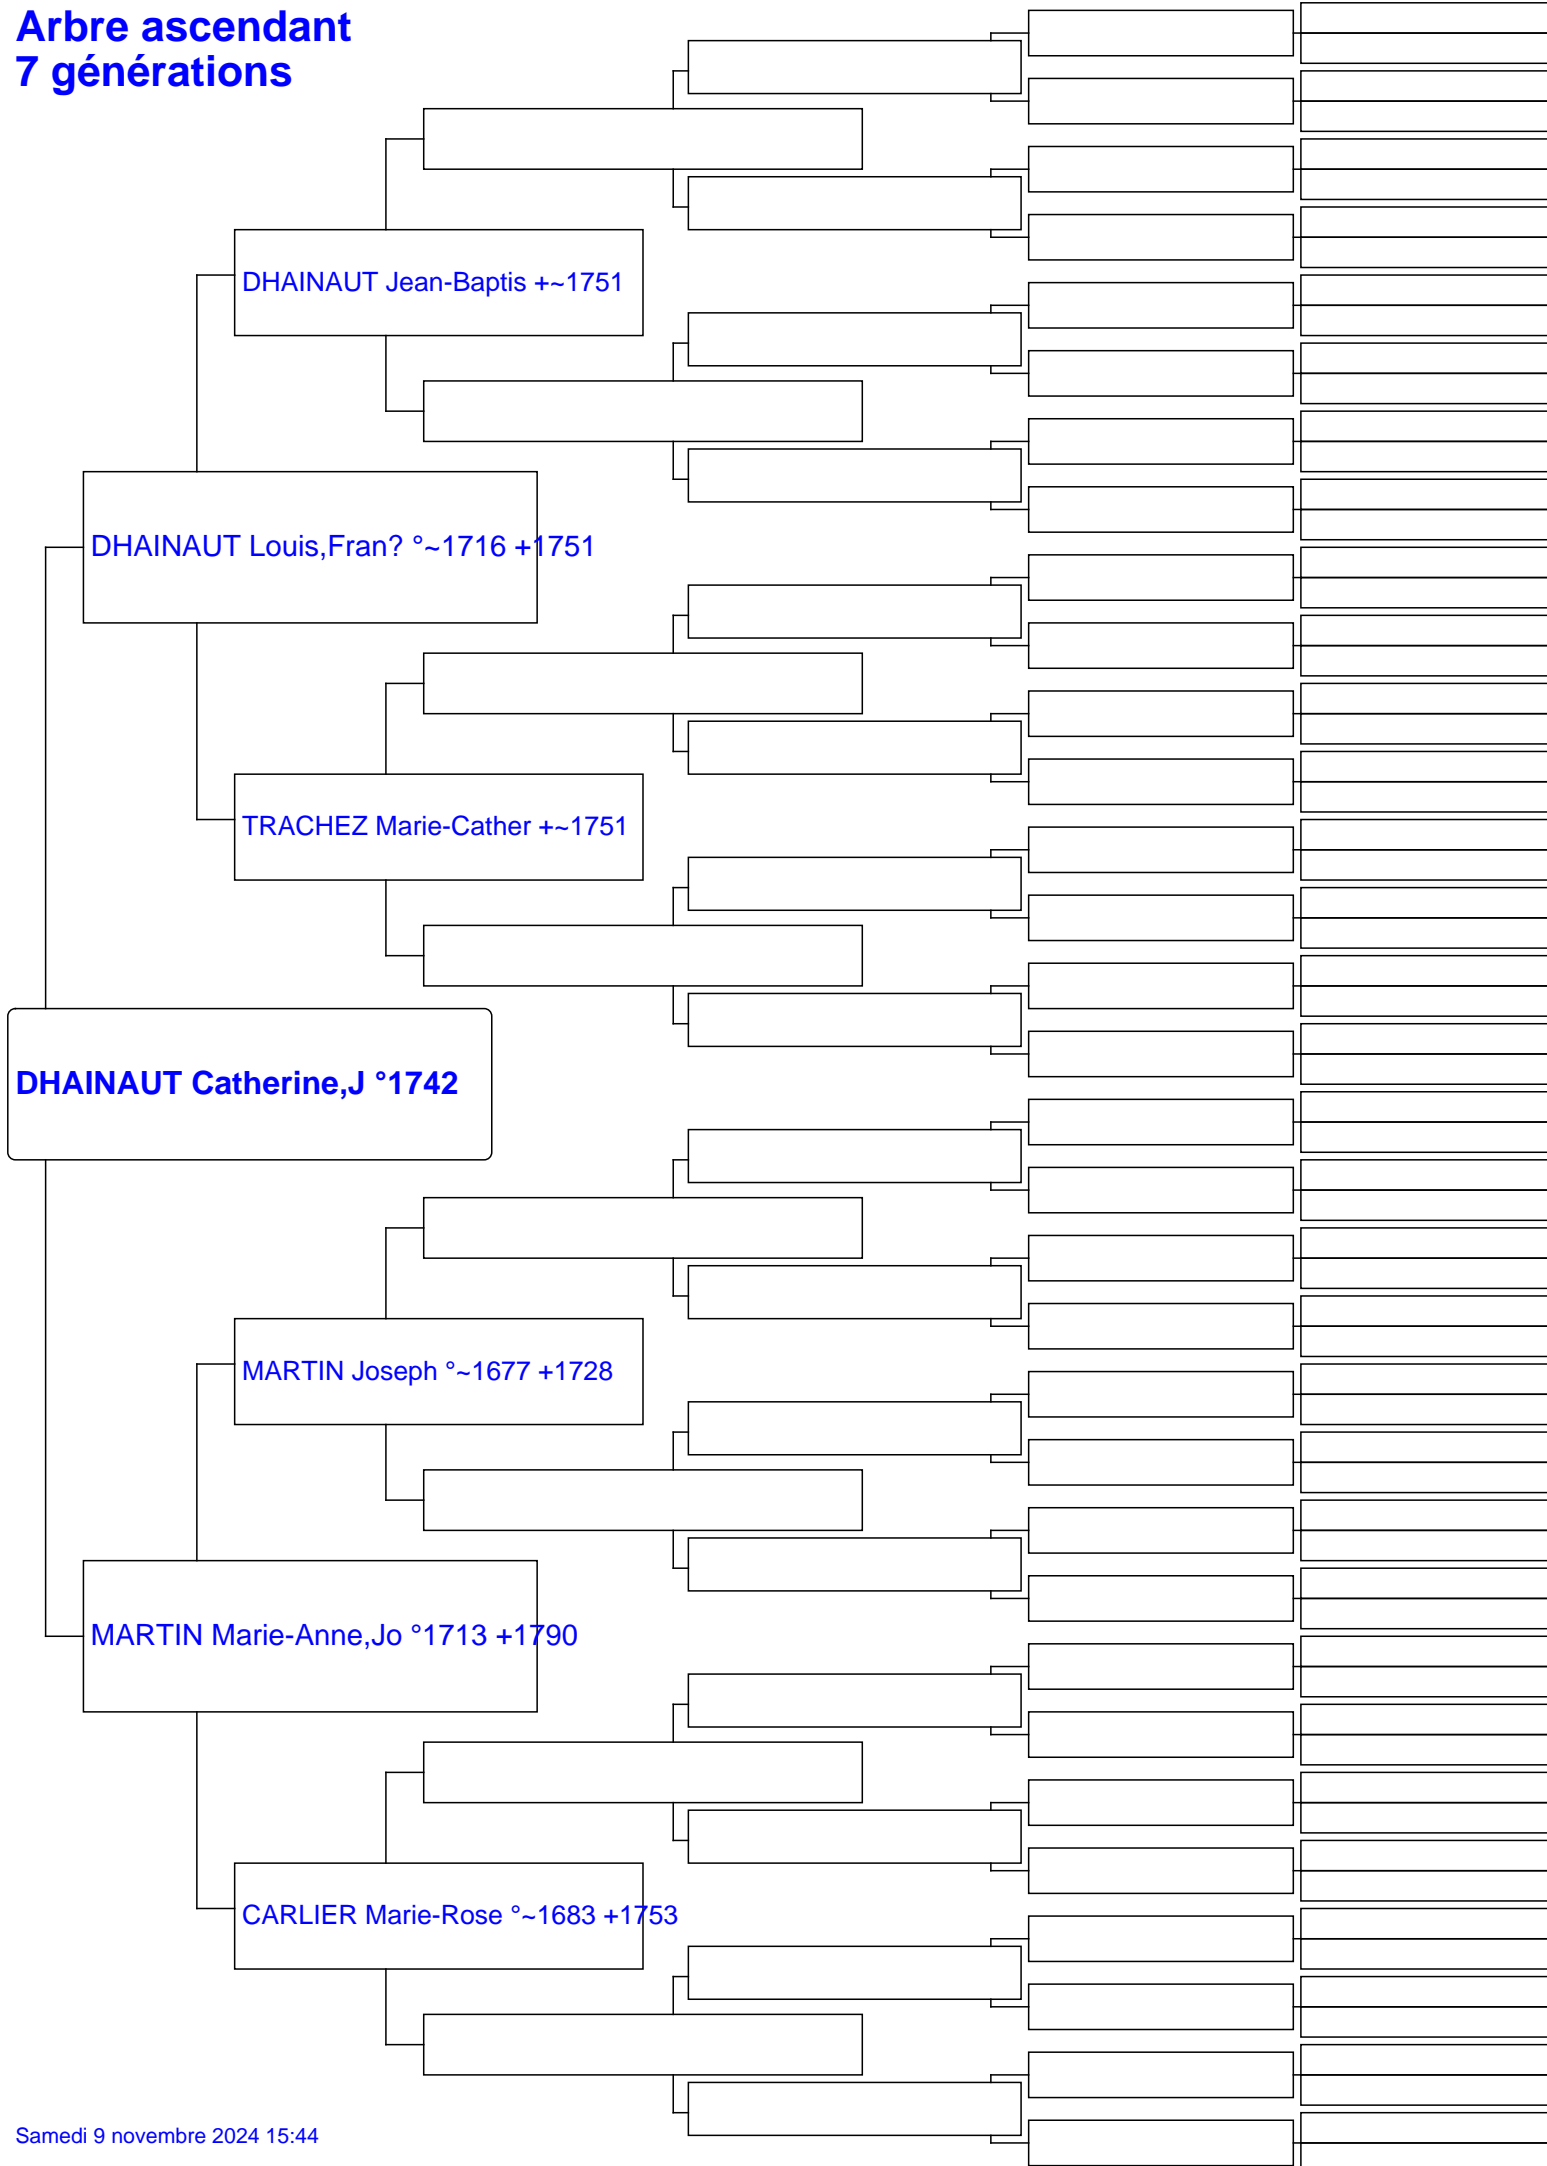 Arbre ascendant
7 générations
DHAINAUT Jean-Baptis +~1751
DHAINAUT Louis,Fran? °~1716 +1751
TRACHEZ Marie-Cather +~1751
DHAINAUT Catherine,J °1742
MARTIN Joseph °~1677 +1728
MARTIN Marie-Anne,Jo °1713 +1790
CARLIER Marie-Rose °~1683 +1753
Samedi 9 novembre 2024 15:44